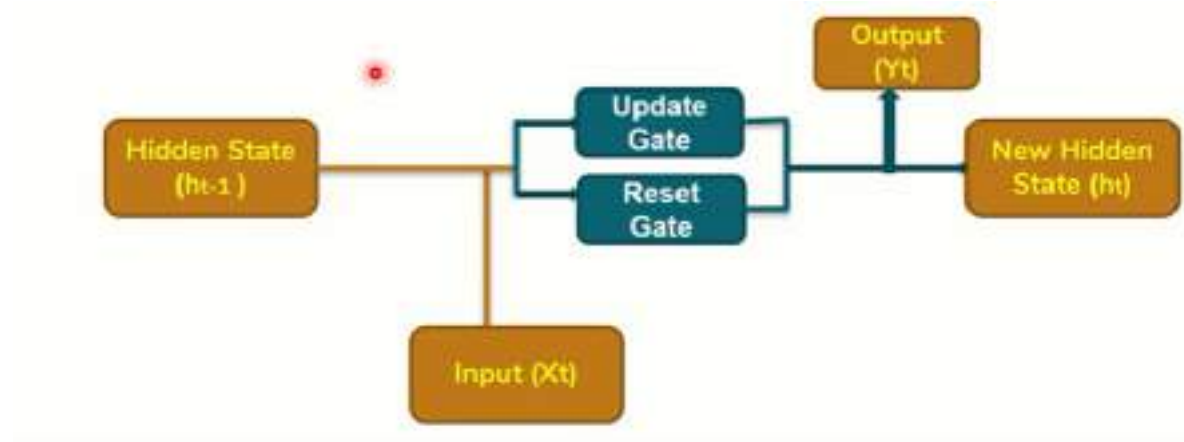 Output
(Yt)
Update
Gate
Hidden State
(ht-1 )
New Hidden
State (ht)
Reset
Gate
Input (Xt)